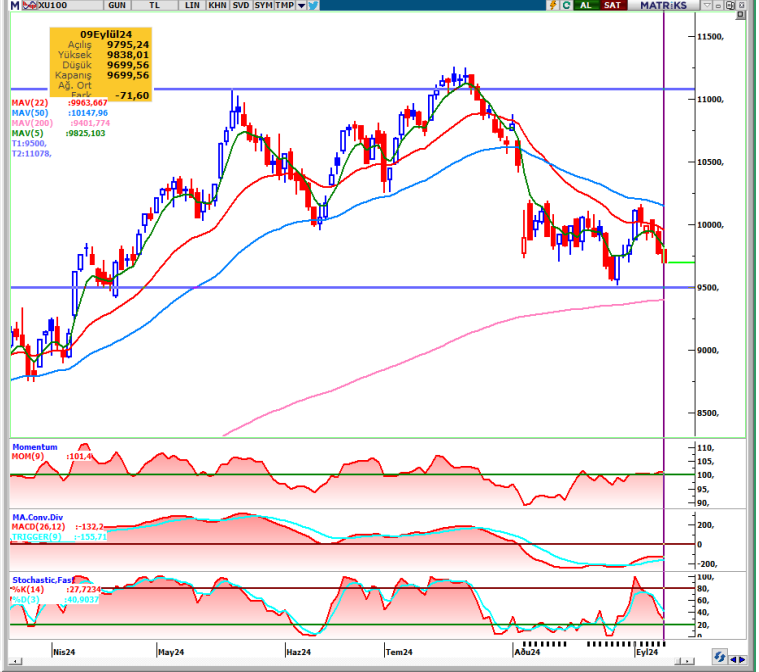 M XU100 GUN TL LIN KHN SVD SYM TMP AL SAT MATRiKS
09Eylül24
Açılış 9795,24
Yüksek 9838,01
Düşük 9699,56
Kapanış 9699,56
Ağ. Ort
Fark -71,60
MAV(22) :9963,667
MAV(50) :10147,96
MAV(200) :9401,774
MAV(5) :9825,103
T1:9500,
T2:11078,
11500,
11000,
10500,
10000,
9500,
9000,
8500,
Momentum
MOM(9) :101,4
110,
105,
100,
95,
90,
MA.Conv.Div
MACD(26,12) :-132,2
TRIGGER(9) :-155,71
200,
0
-200,
Stochastic,Fast
%K(14) :27,7234
%D(3) :40,9037
100,
80,
60,
40,
20,
0
Nis24 May24 Haz24 Tem24 Ağu24 Eyl24